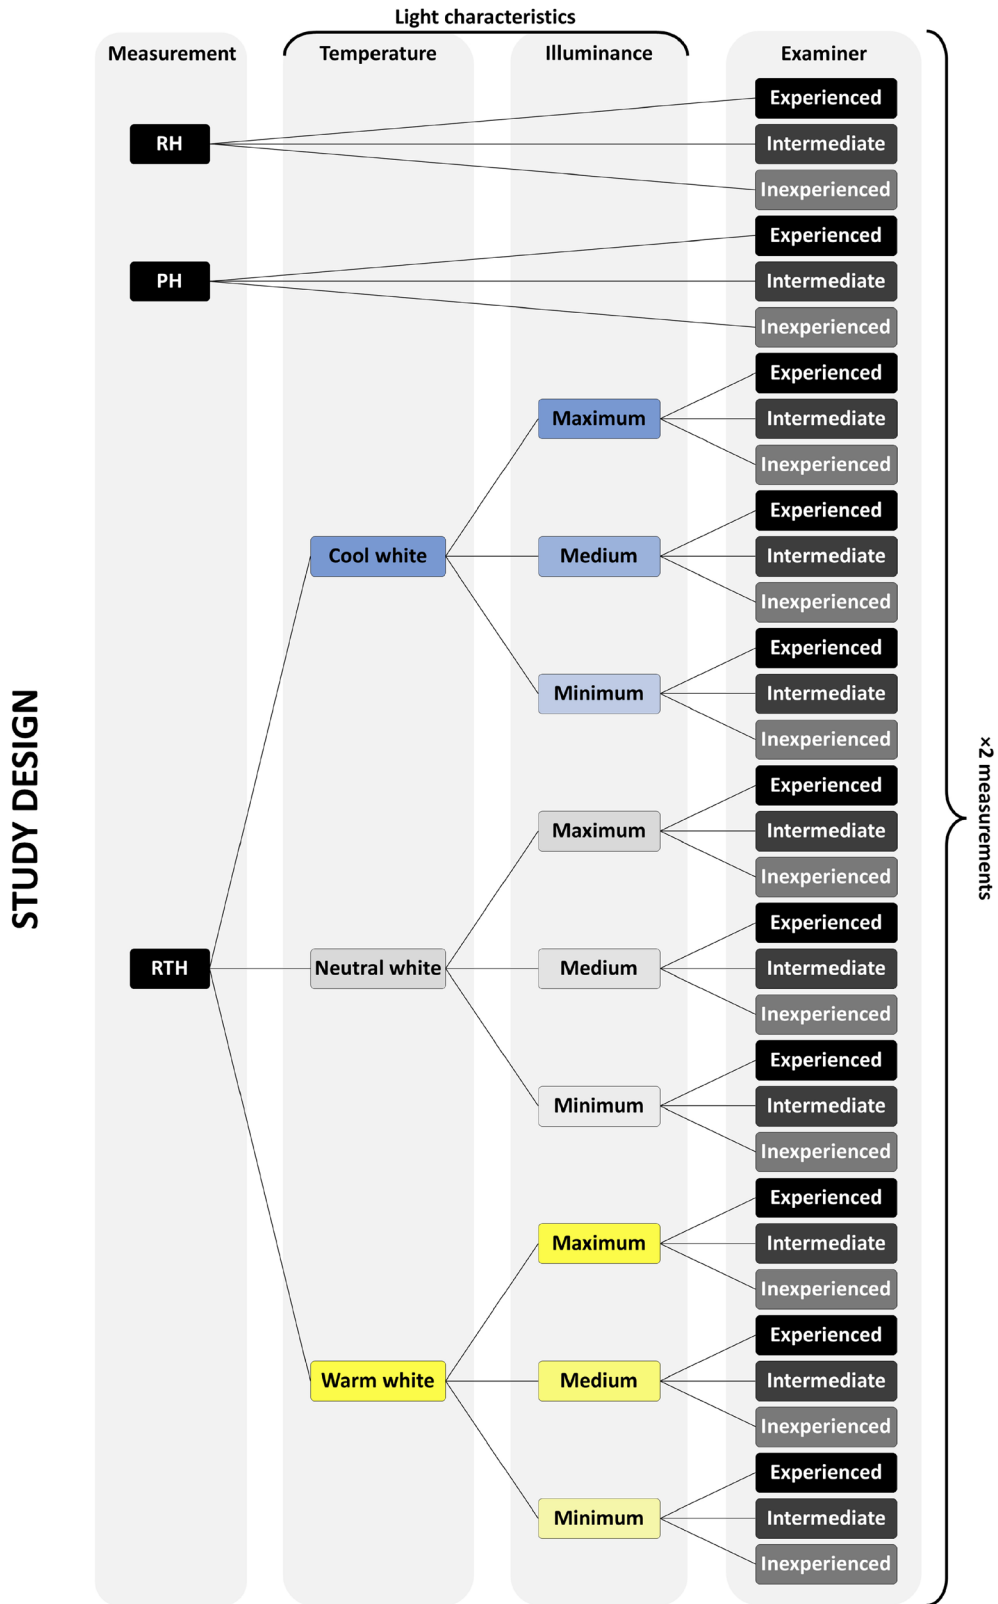 Light characteristics
Measurement
Temperature
Illuminance
Examiner
STUDY DESIGN
RH
Experienced
Intermediate
Inexperienced
PH
Experienced
Intermediate
Inexperienced
RTH
Cool white
Maximum
Experienced
Intermediate
Inexperienced
Medium
Experienced
Intermediate
Inexperienced
Minimum
Experienced
Intermediate
Inexperienced
Neutral white
Maximum
Experienced
Intermediate
Inexperienced
Medium
Experienced
Intermediate
Inexperienced
Minimum
Experienced
Intermediate
Inexperienced
Warm white
Maximum
Experienced
Intermediate
Inexperienced
Medium
Experienced
Intermediate
Inexperienced
Minimum
Experienced
Intermediate
Inexperienced
×2 measurements